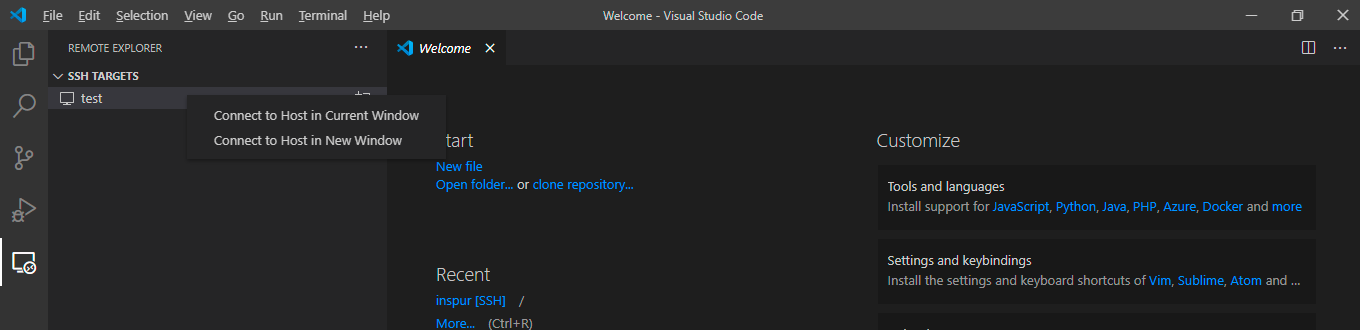 File Edit Selection View Go Run Terminal Help Welcome - Visual Studio Code
REMOTE EXPLORER
Welcome
SSH TARGETS
test
Connect to Host in Current Window
Connect to Host in New Window
Start
New file
Open folder... or clone repository...
Recent
inspur [SSH] /
More... (Ctrl+R)
Customize
Tools and languages
Install support for JavaScript, Python, Java, PHP, Azure, Docker and more
Settings and keybindings
Install the settings and keyboard shortcuts of Vim, Sublime, Atom and ...